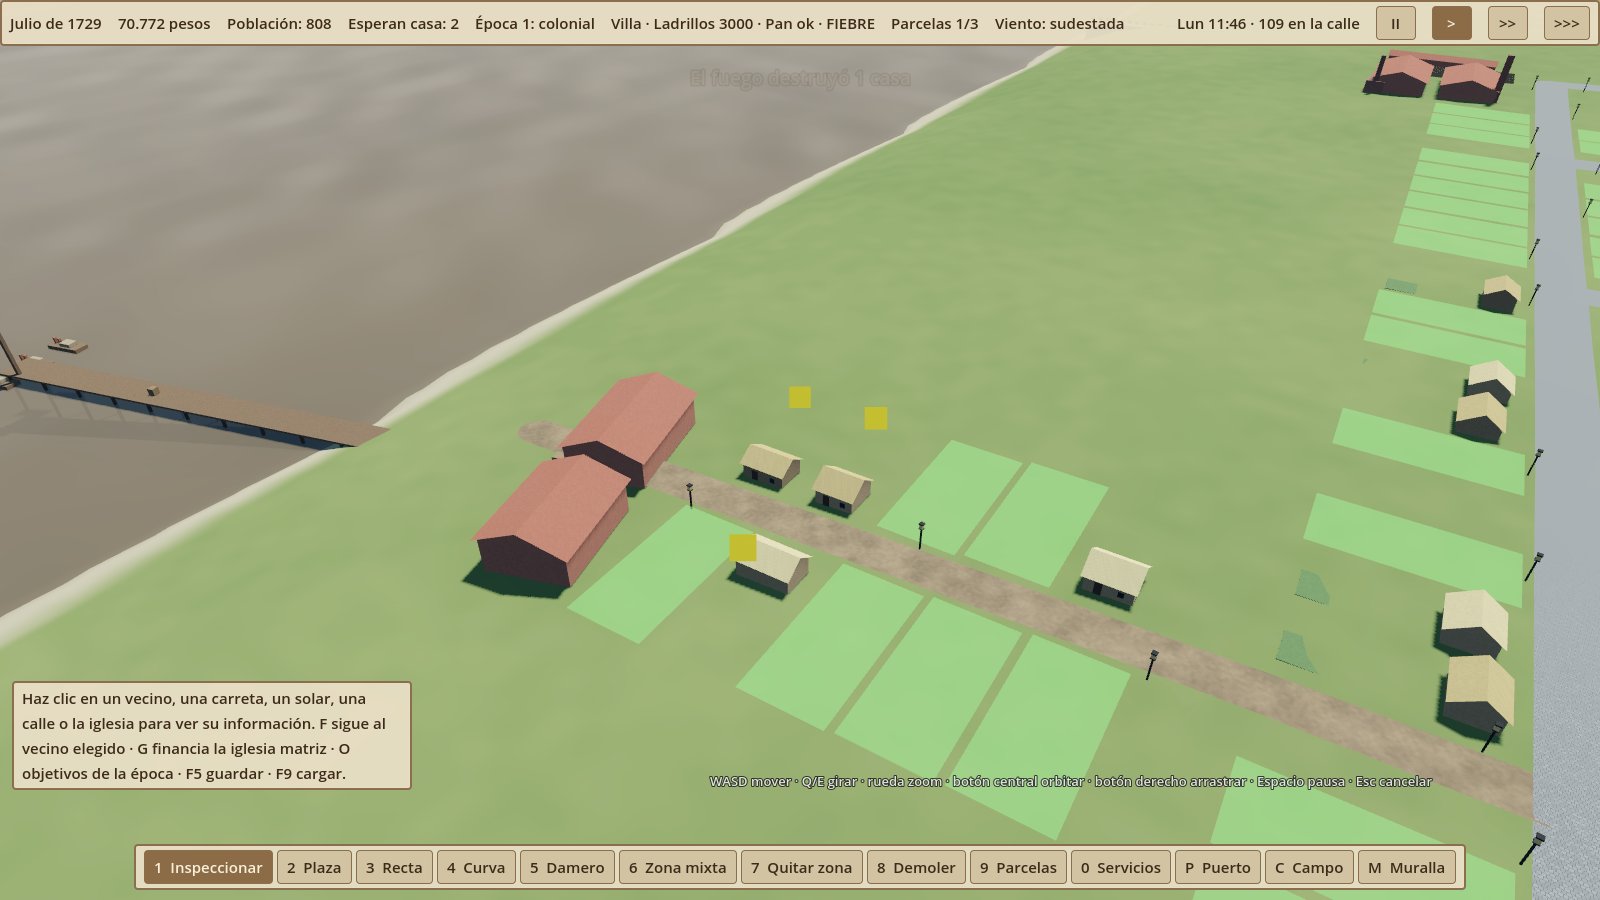 Julio de 1729 70.772 pesos Población: 808 Esperan casa: 2 Época 1: colonial Villa · Ladrillos 3000 · Pan ok · FIEBRE Parcelas 1/3 Viento: sudestada Lun 11:46 · 109 en la calle II > >> >>>
El fuego destruyó 1 casa
Haz clic en un vecino, una carreta, un solar, una
calle o la iglesia para ver su información. F sigue al
vecino elegido · G financia la iglesia matriz · O
objetivos de la época · F5 guardar · F9 cargar.
WASD mover · Q/E girar · rueda zoom · botón central orbitar · botón derecho arrastrar · Espacio pausa · Esc cancelar
1 Inspeccionar 2 Plaza 3 Recta 4 Curva 5 Damero 6 Zona mixta 7 Quitar zona 8 Demoler 9 Parcelas 0 Servicios P Puerto C Campo M Muralla